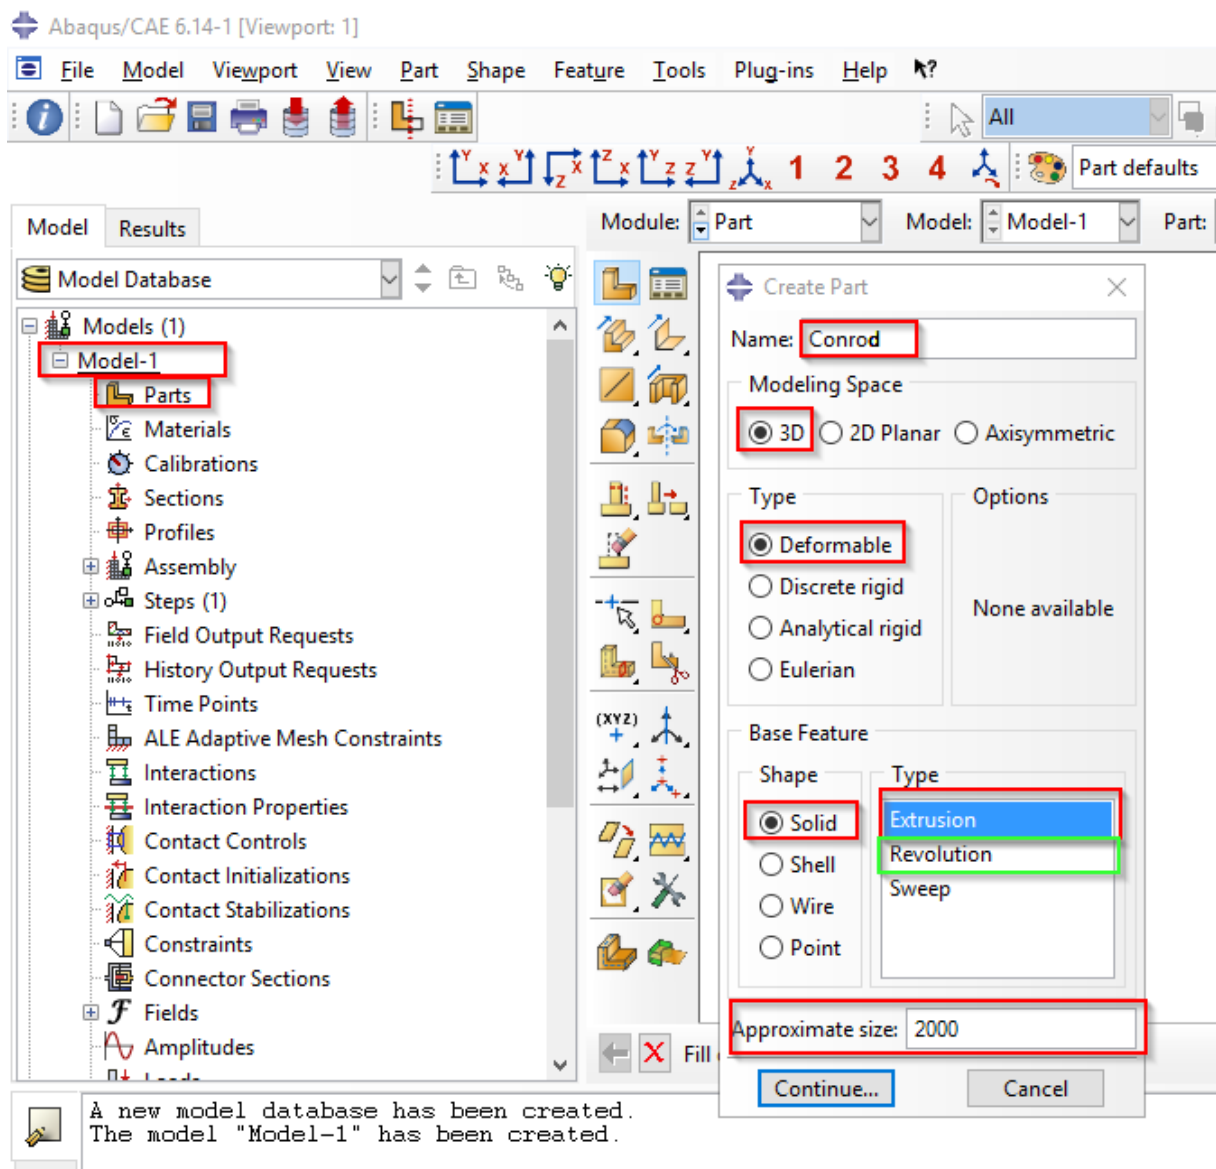 Abaqus/CAE 6.14-1 [Viewport: 1]
File Model Viewport View Part Shape Feature Tools Plug-ins Help
All
1 2 3 4 Part defaults
Model Results
Module: Part Model: Model-1 Part:
Model Database
Models (1)
Model-1
Parts
Materials
Calibrations
Sections
Profiles
Assembly
Steps (1)
Field Output Requests
History Output Requests
Time Points
ALE Adaptive Mesh Constraints
Interactions
Interaction Properties
Contact Controls
Contact Initializations
Contact Stabilizations
Constraints
Connector Sections
Fields
Amplitudes
(XYZ)
Create Part
Name: Conrod
Modeling Space
3D 2D Planar Axisymmetric
Type Options
Deformable
Discrete rigid
Analytical rigid
Eulerian
None available
Base Feature
Shape Type
Solid
Shell
Wire
Point
Extrusion
Revolution
Sweep
Approximate size: 2000
Fill
Continue... Cancel
A new model database has been created.
The model "Model-1" has been created.